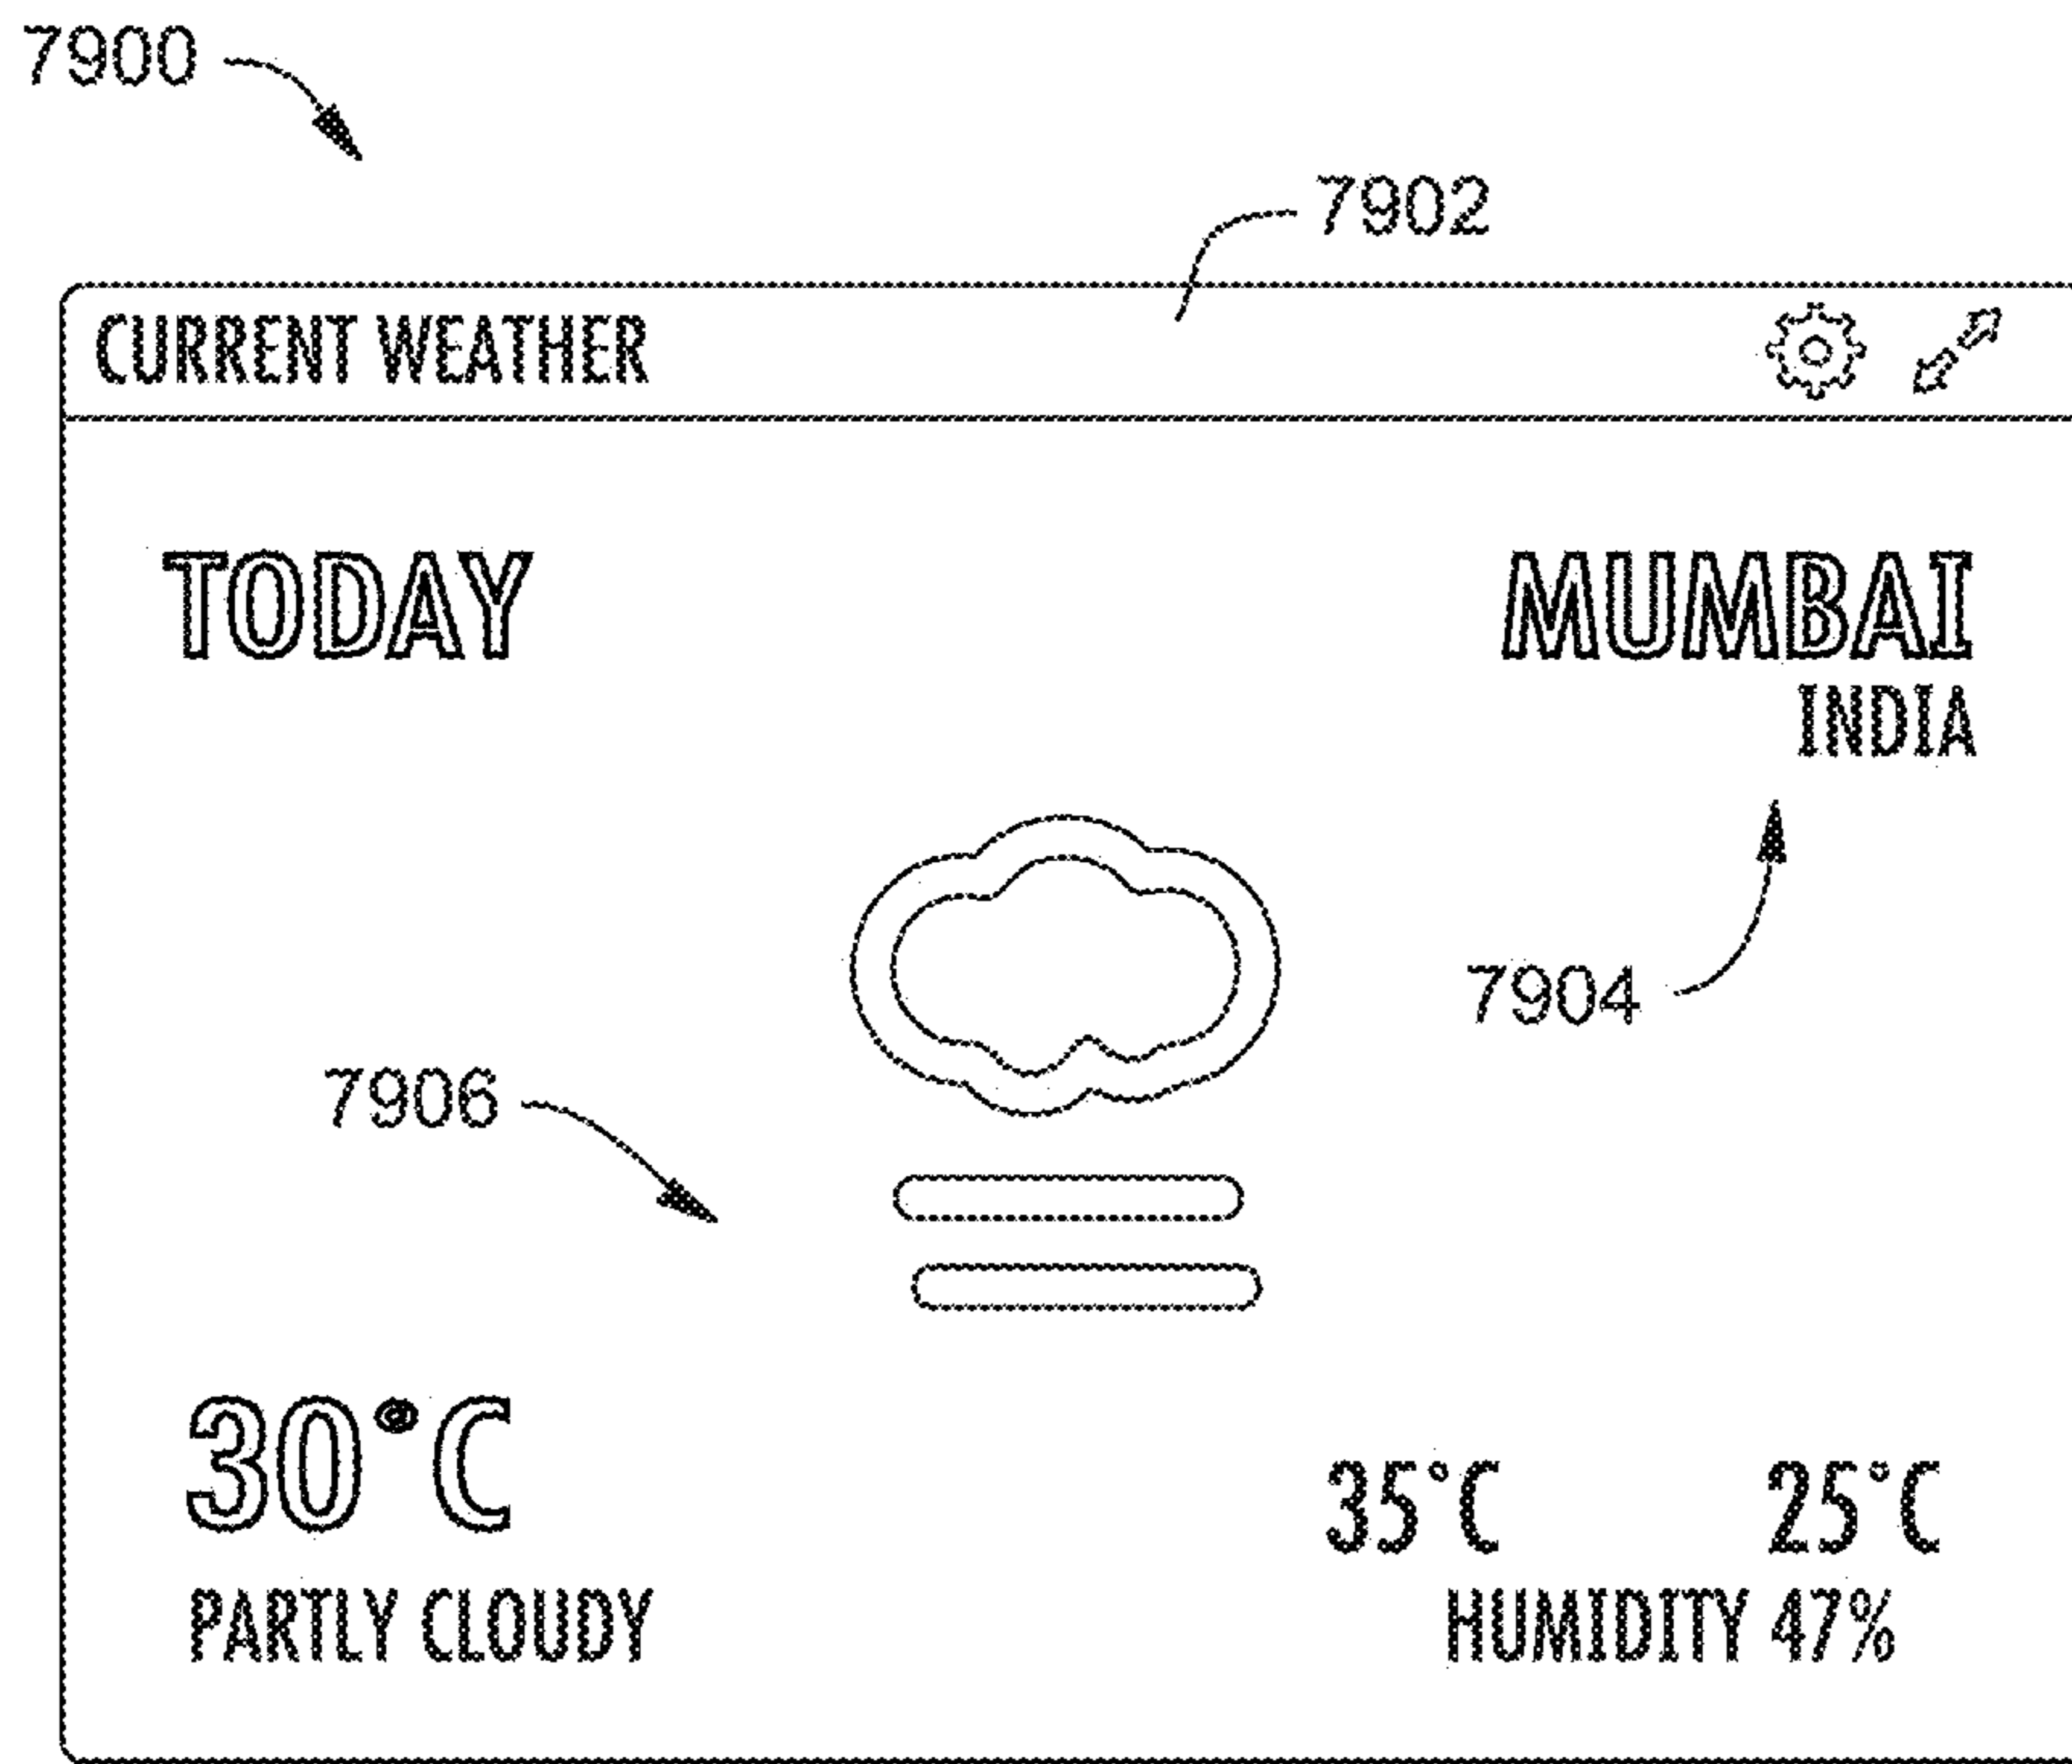 7900
7902
CURRENT WEATHER
TODAY
MUMBAI
INDIA
7904
7906
30°C
35°C 25°C
PARTLY CLOUDY
HUMIDITY 47%